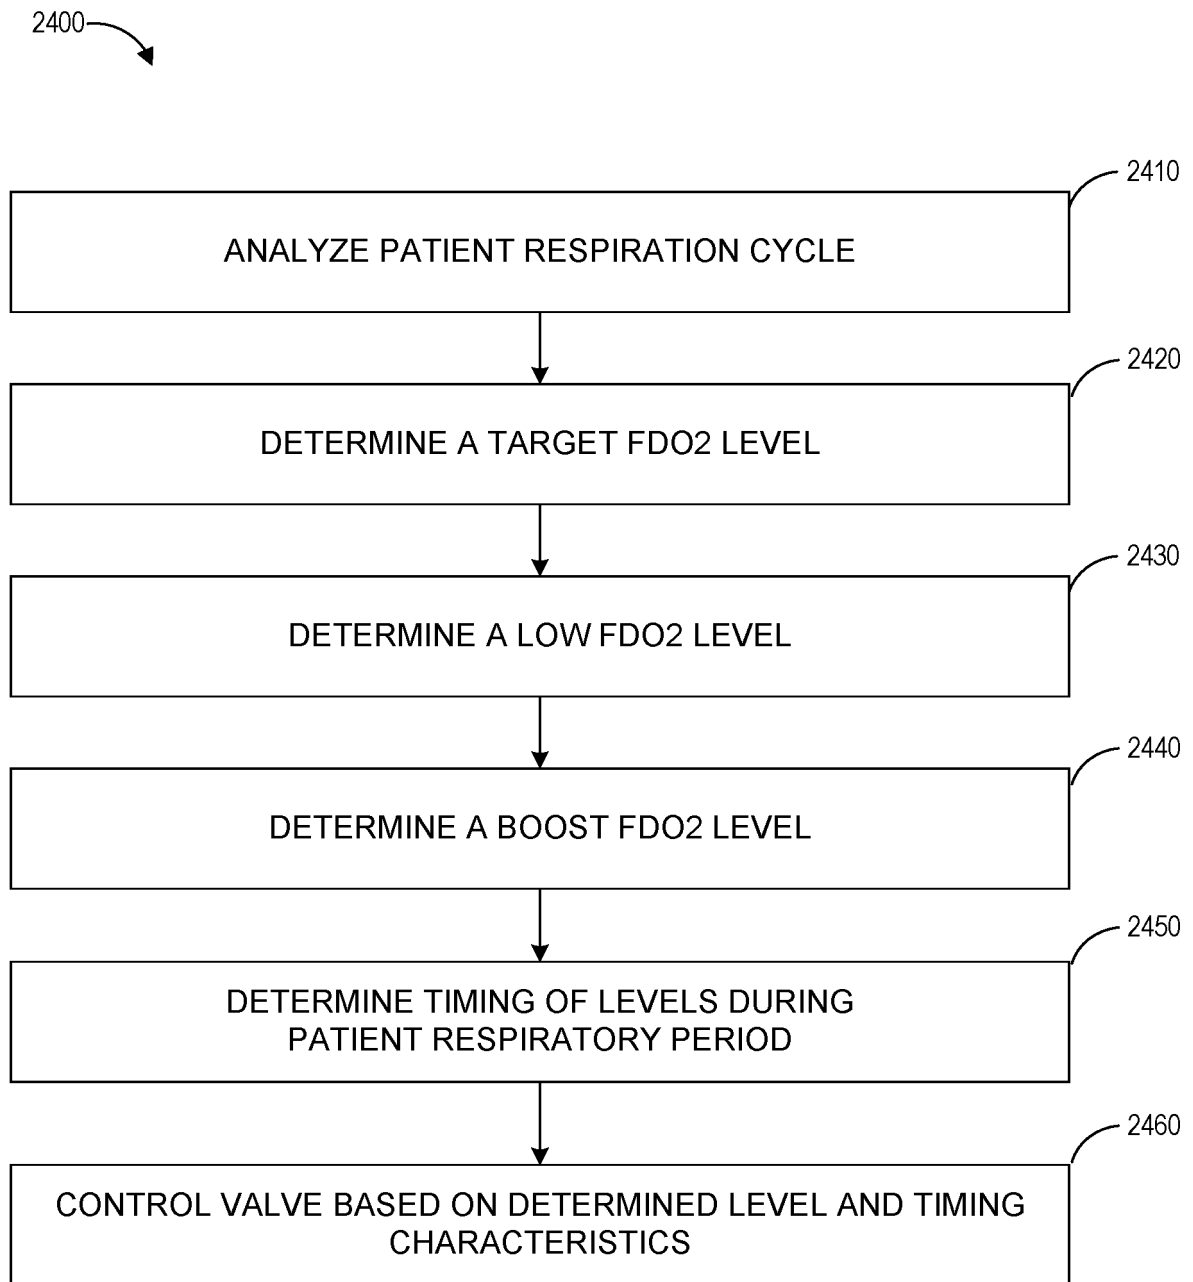 2400
2410
ANALYZE PATIENT RESPIRATION CYCLE
2420
DETERMINE A TARGET FDO2 LEVEL
2430
DETERMINE A LOW FDO2 LEVEL
2440
DETERMINE A BOOST FDO2 LEVEL
2450
DETERMINE TIMING OF LEVELS DURING
PATIENT RESPIRATORY PERIOD
2460
CONTROL VALVE BASED ON DETERMINED LEVEL AND TIMING
CHARACTERISTICS